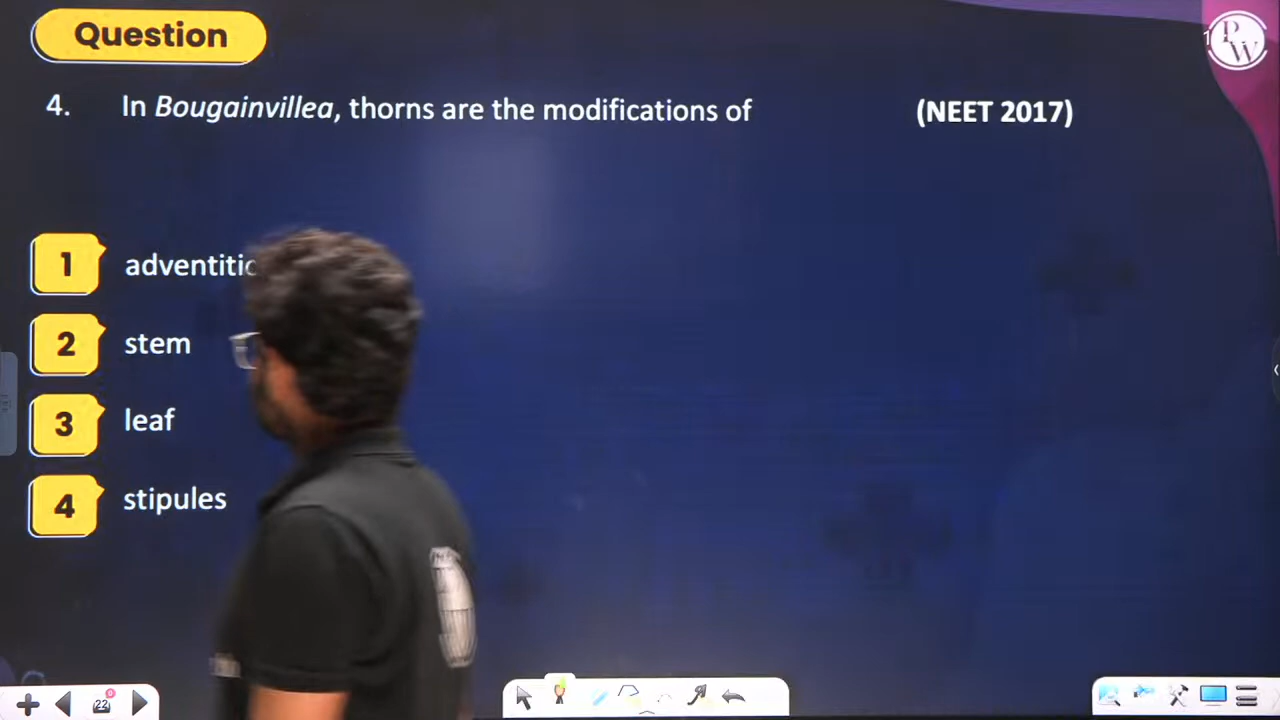 Question
PW
4. In Bougainvillea, thorns are the modifications of (NEET 2017)
1
2 stem
3 leaf
4 stipules
22